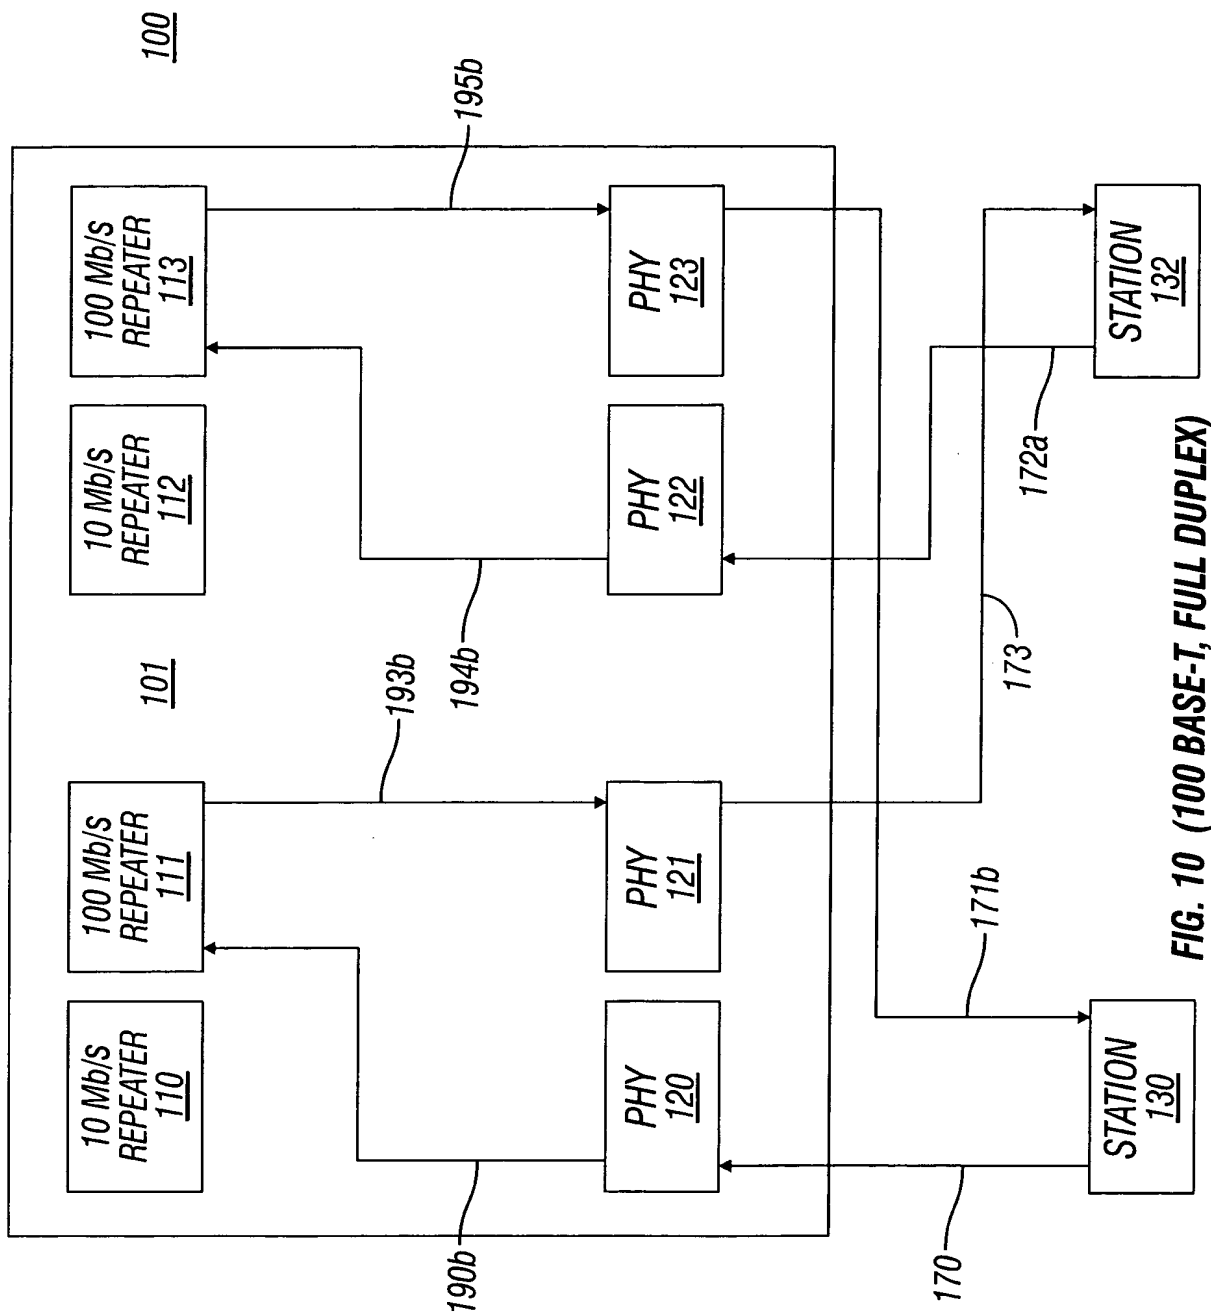 100
10 Mb/s
REPEATER
110
100 Mb/s
REPEATER
111
101
10 Mb/s
REPEATER
112
100 Mb/s
REPEATER
113
190b
193b
194b
195b
PHY
120
PHY
121
PHY
122
PHY
123
170
171b
173
172a
STATION
130
STATION
132
FIG. 10 (100 BASE-T, FULL DUPLEX)